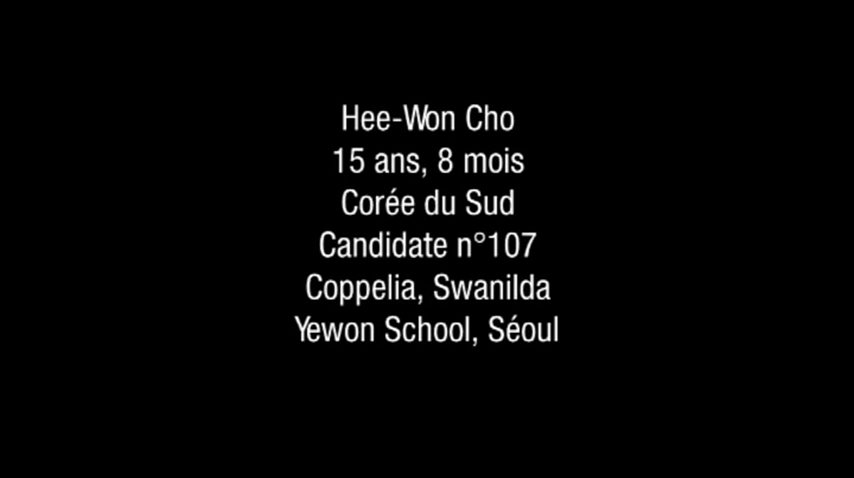 Hee-Won Cho
15 ans, 8 mois
Corée du Sud
Candidate n°107
Coppelia, Swanilda
Yewon School, Séoul